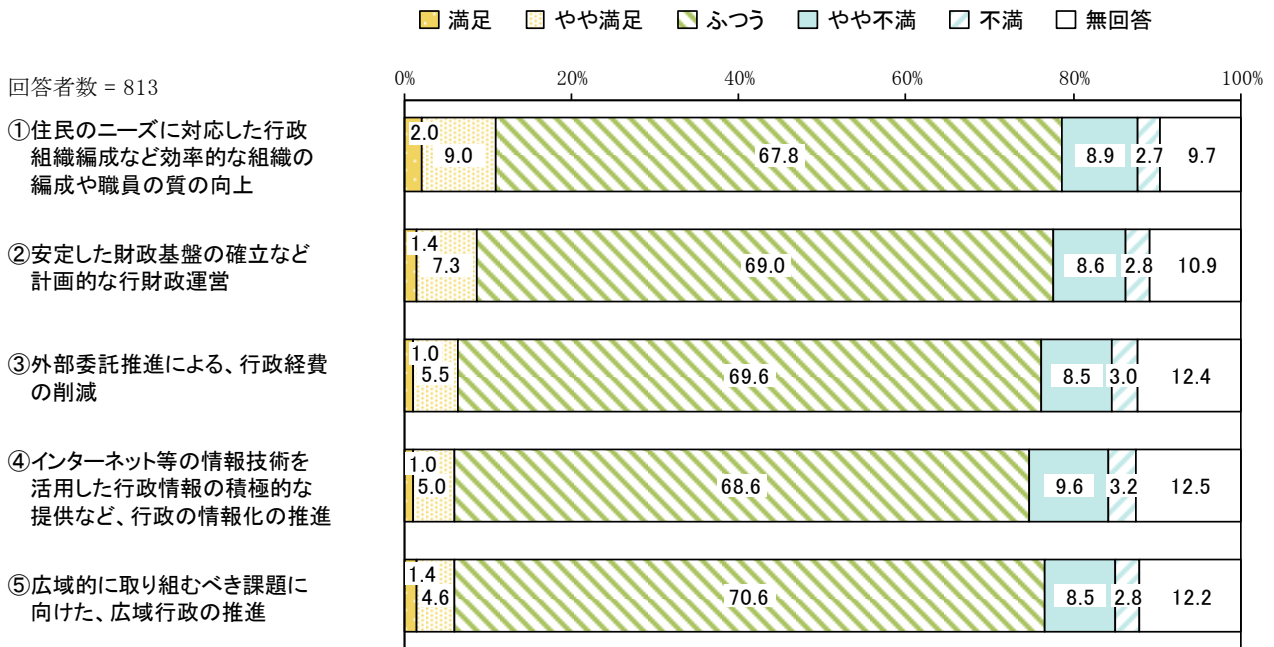 満足 やや満足 ふつう やや不満 不満 無回答
回答者数 = 813
0% 20% 40% 60% 80% 100%
①住民のニーズに対応した行政
組織編成など効率的な組織の
編成や職員の質の向上
2.0 9.0 67.8 8.9 2.7 9.7
②安定した財政基盤の確立など
計画的な行財政運営
1.4 7.3 69.0 8.6 2.8 10.9
③外部委託推進による、行政経費
の削減
1.0 5.5 69.6 8.5 3.0 12.4
④インターネット等の情報技術を
活用した行政情報の積極的な
提供など、行政の情報化の推進
1.0 5.0 68.6 9.6 3.2 12.5
⑤広域的に取り組むべき課題に
向けた、広域行政の推進
1.4 4.6 70.6 8.5 2.8 12.2